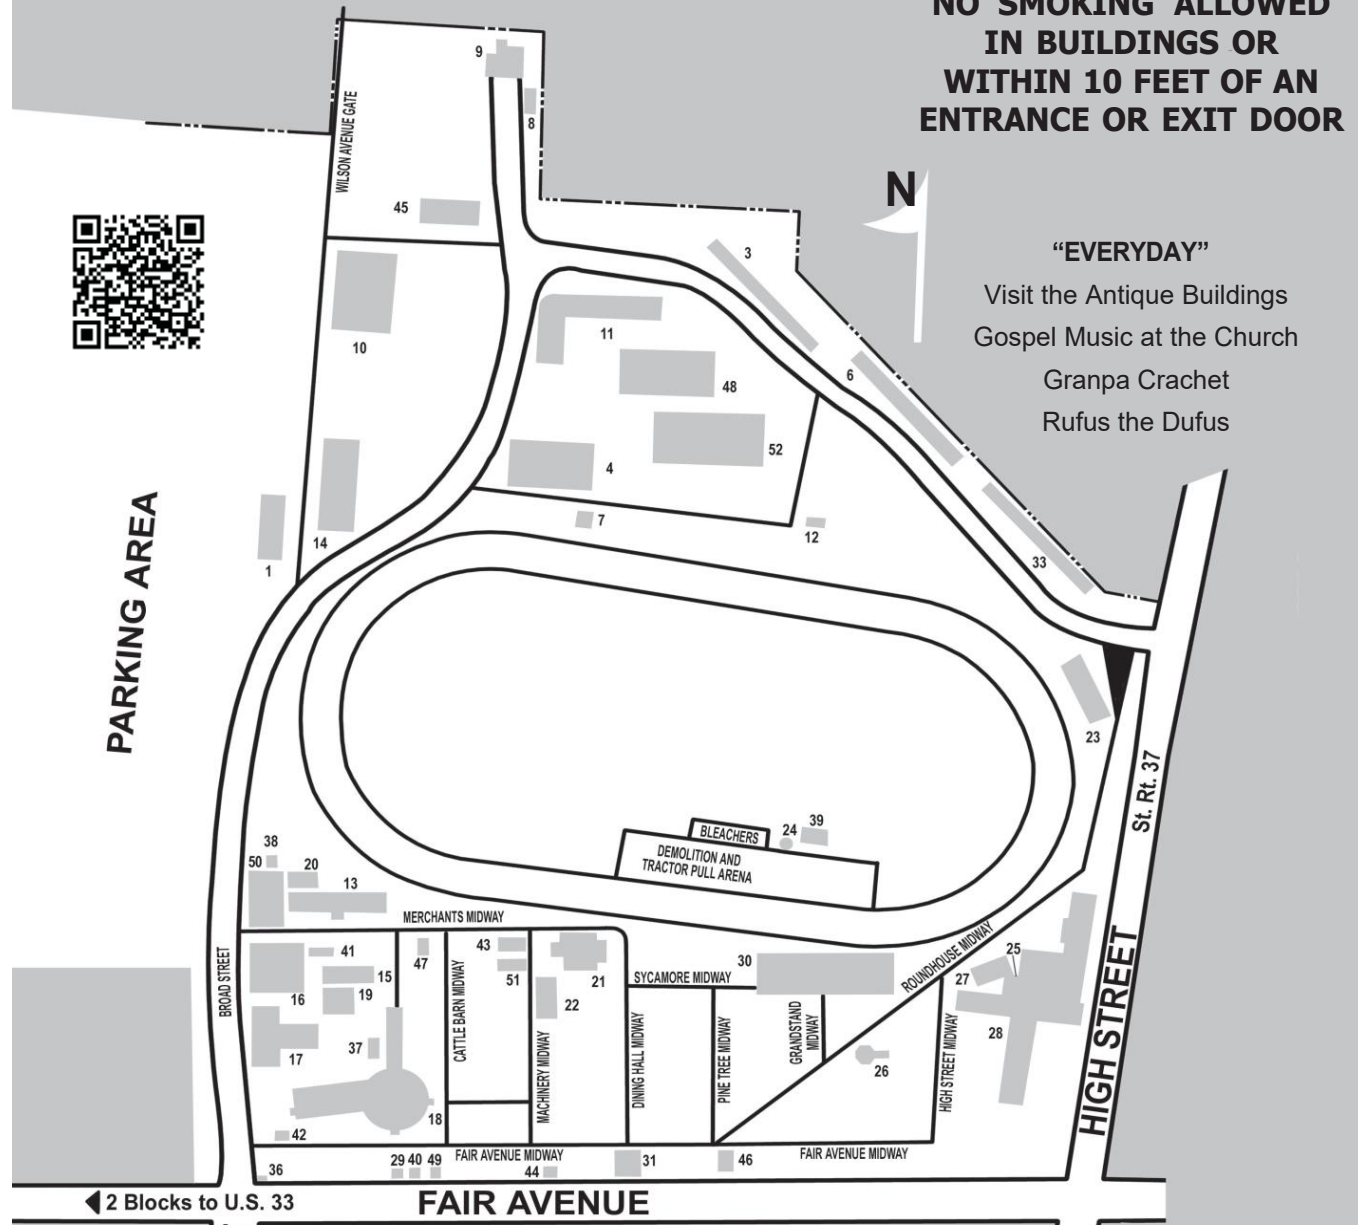 NO SMOKING ALLOWED
IN BUILDINGS OR
WITHIN 10 FEET OF AN
ENTRANCE OR EXIT DOOR
N
“EVERYDAY”
Visit the Antique Buildings
Gospel Music at the Church
Granpa Crachet
Rufus the Dufus
9
8
WILSON AVENUE GATE
45
3
10
11
6
48
52
4
7
12
14
1
33
PARKING AREA
23
St. Rt. 37
39
24
BLEACHERS
DEMOLITION AND
TRACTOR PULL ARENA
38
50
20
13
MERCHANTS MIDWAY
41
47
43
15
51
21
16
19
22
SYCAMORE MIDWAY
30
ROUNDHOUSE MIDWAY
25
27
28
BROAD STREET
17
37
CATTLE BARN MIDWAY
MACHINERY MIDWAY
DINING HALL MIDWAY
PINE TREE MIDWAY
GRANDSTAND
MIDWAY
26
HIGH STREET MIDWAY
HIGH STREET
18
42
36
29
40
49
FAIR AVENUE MIDWAY
44
31
46
FAIR AVENUE MIDWAY
2 Blocks to U.S. 33
FAIR AVENUE